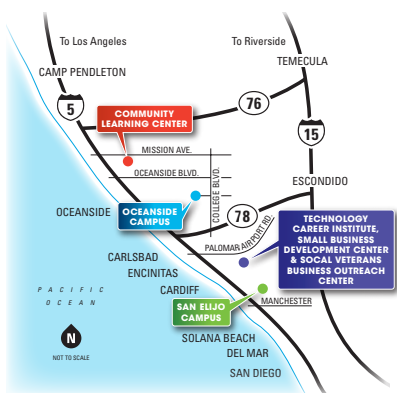 To Los Angeles
To Riverside
TEMECULA
CAMP PENDLETON
5
76
15
COMMUNITY
LEARNING CENTER
MISSION AVE.
OCEANSIDE BLVD.
COLLEGE BLVD.
ESCONDIDO
OCEANSIDE
OCEANSIDE
CAMPUS
78
PALOMAR AIRPORT RD.
TECHNOLOGY
CAREER INSTITUTE,
SMALL BUSINESS
DEVELOPMENT CENTER
& SOCAL VETERANS
BUSINESS OUTREACH
CENTER
CARLSBAD
ENCINITAS
CARDIFF
PACIFIC
OCEAN
SAN ELIJO
CAMPUS
MANCHESTER
N
NOT TO SCALE
SOLANA BEACH
DEL MAR
SAN DIEGO